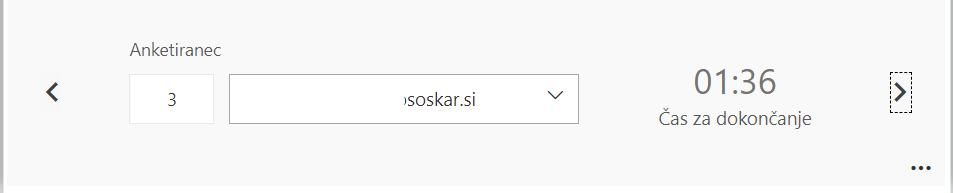 Anketiranec
3
ososkar.si
01:36
Čas za dokončanje